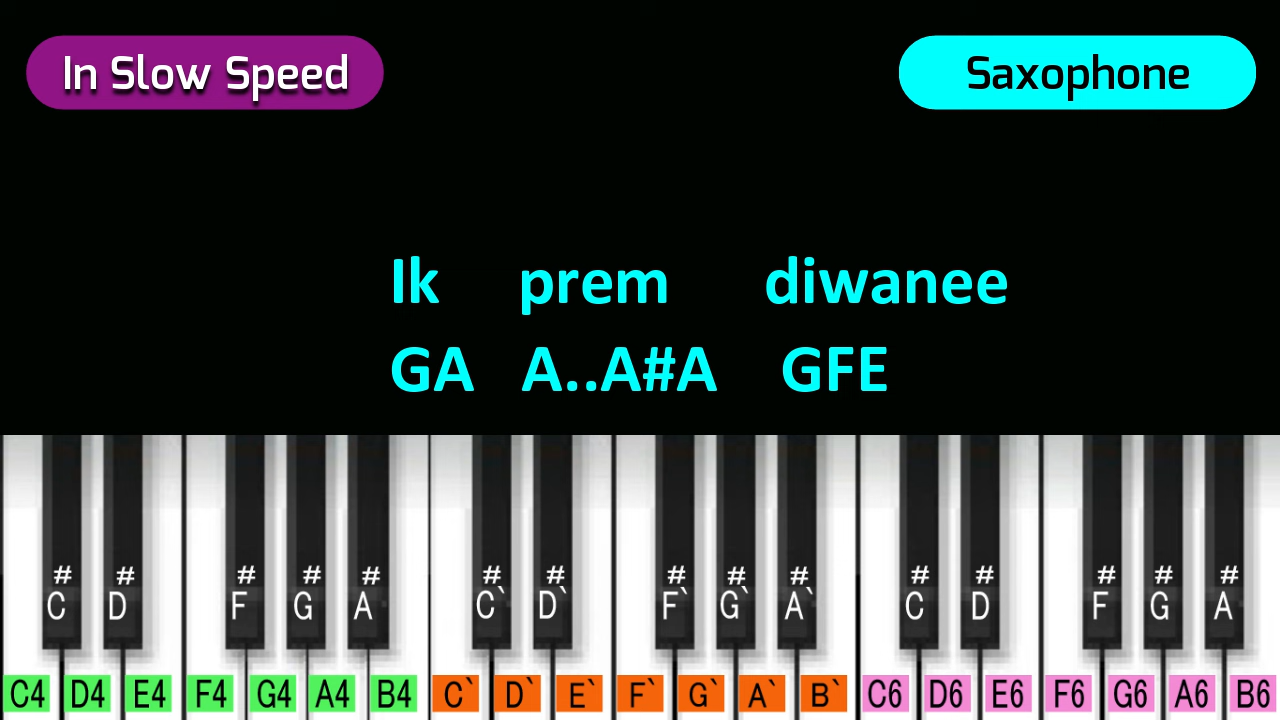 In Slow Speed
Saxophone
Ik prem diwanee
GA A..A#A GFE
# # # # # # # # # # # # # # #
C D F G A C` D` F` G` A` C D F G A
C4 D4 E4 F4 G4 A4 B4 C` D` E` F` G` A` B` C6 D6 E6 F6 G6 A6 B6